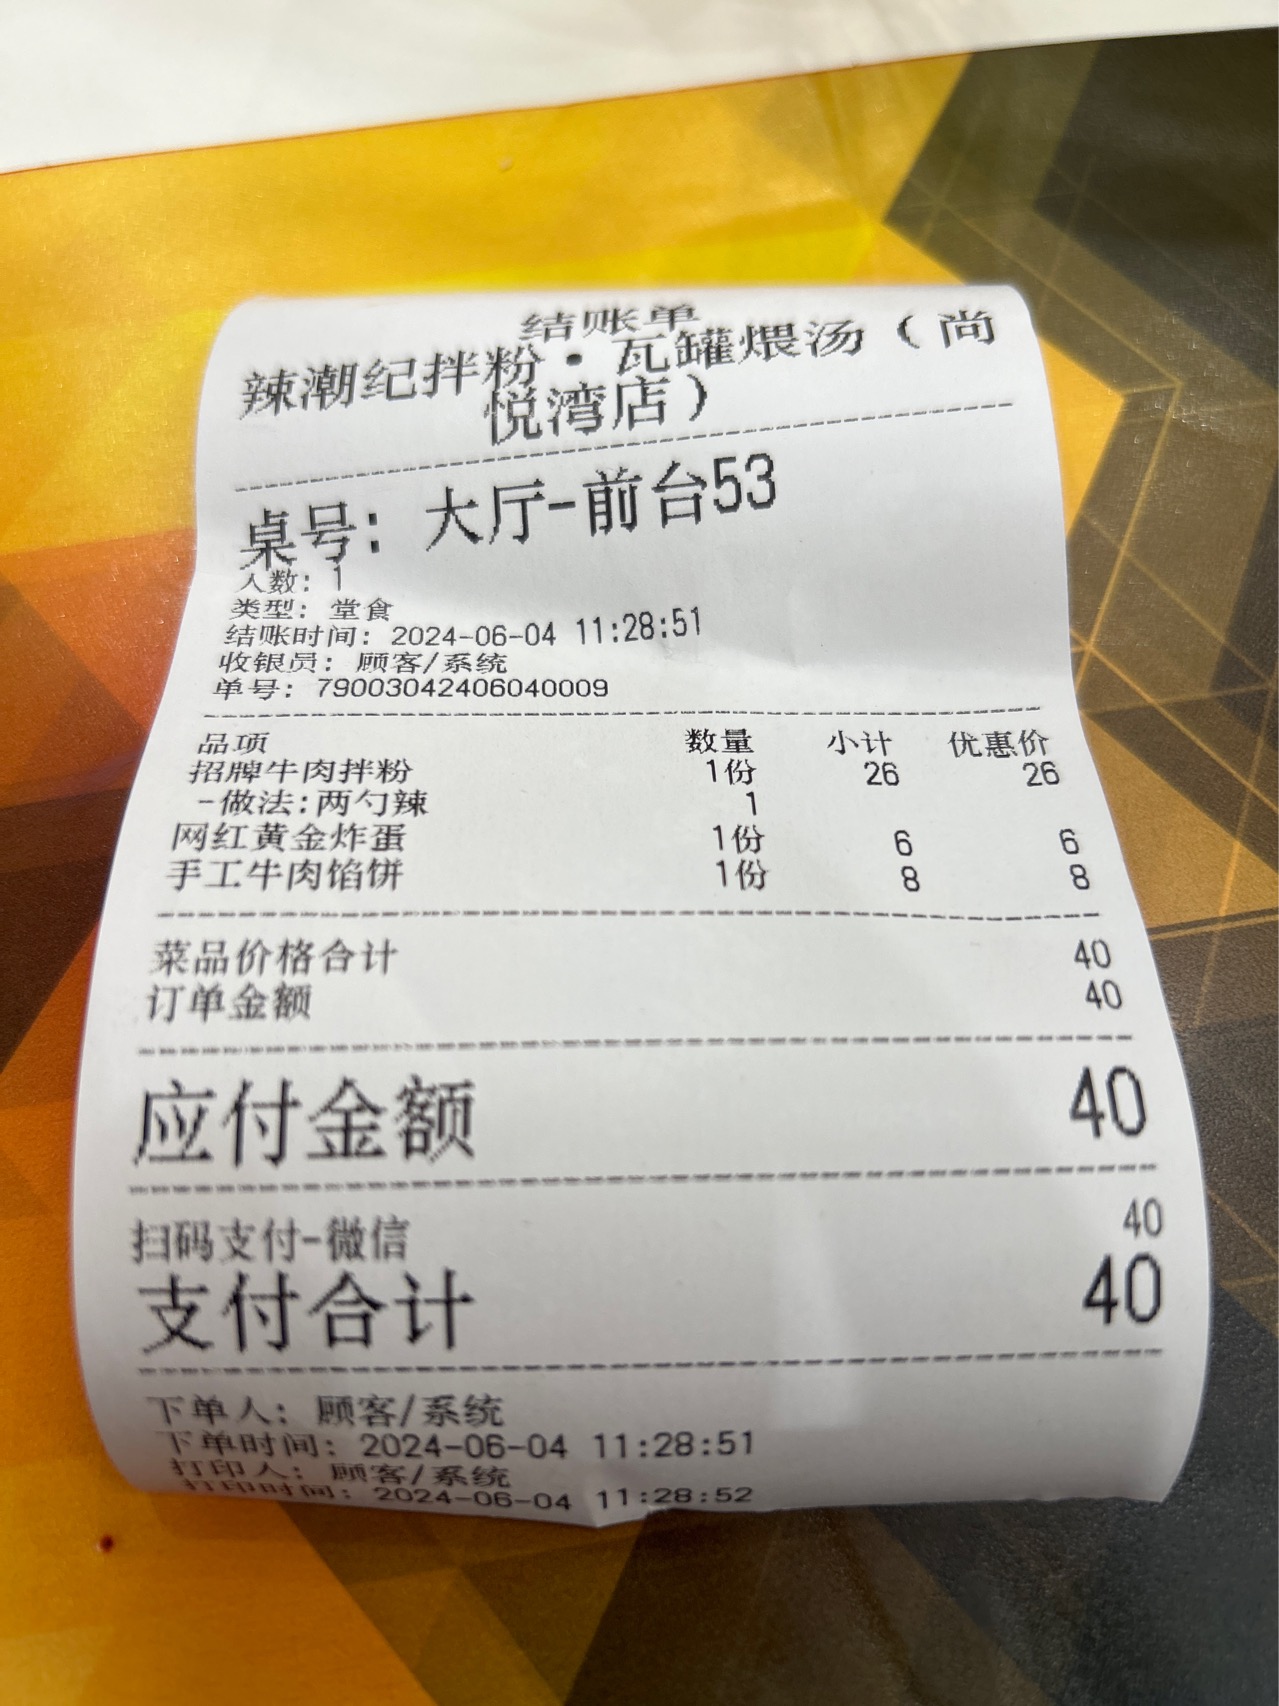 结账单
辣潮纪拌粉·瓦罐煨汤（尚
悦湾店）
桌号: 大厅-前台53
人数: 1
类型: 堂食
结账时间: 2024-06-04 11:28:51
收银员: 顾客/系统
单号: 79003042406040009
品项 数量 小计 优惠价
招牌牛肉拌粉 1份 26 26
-做法:两勺辣 1
网红黄金炸蛋 1份 6 6
手工牛肉馅饼 1份 8 8
菜品价格合计 40
订单金额 40
应付金额 40
扫码支付-微信 40
支付合计 40
下单人: 顾客/系统
下单时间: 2024-06-04 11:28:51
打印人: 顾客/系统
打印时间: 2024-06-04 11:28:52